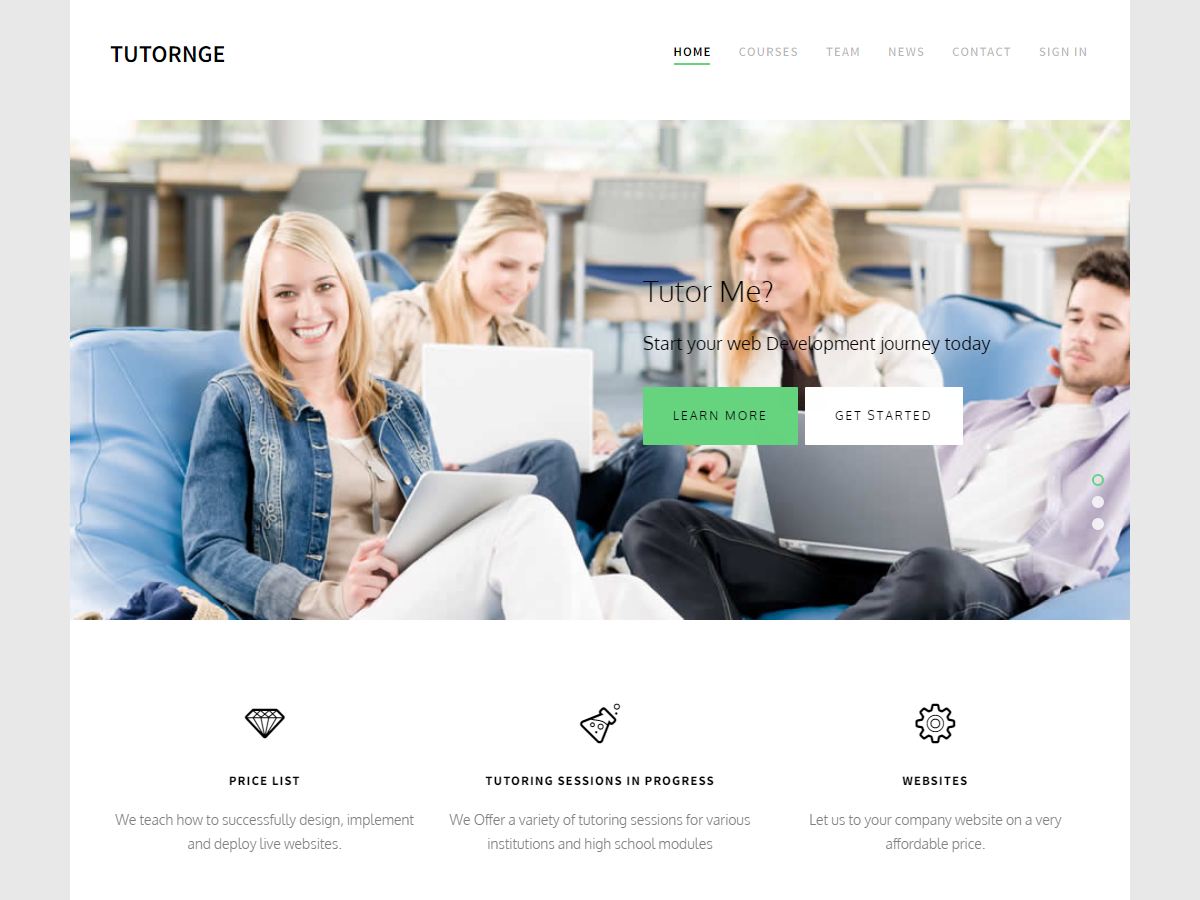 TUTORNGE
HOME COURSES TEAM NEWS CONTACT SIGN IN
Tutor Me?
Start your web Development journey today
LEARN MORE GET STARTED
PRICE LIST
We teach how to successfully design, implement
and deploy live websites.
TUTORING SESSIONS IN PROGRESS
We Offer a variety of tutoring sessions for various
institutions and high school modules
WEBSITES
Let us to your company website on a very
affordable price.